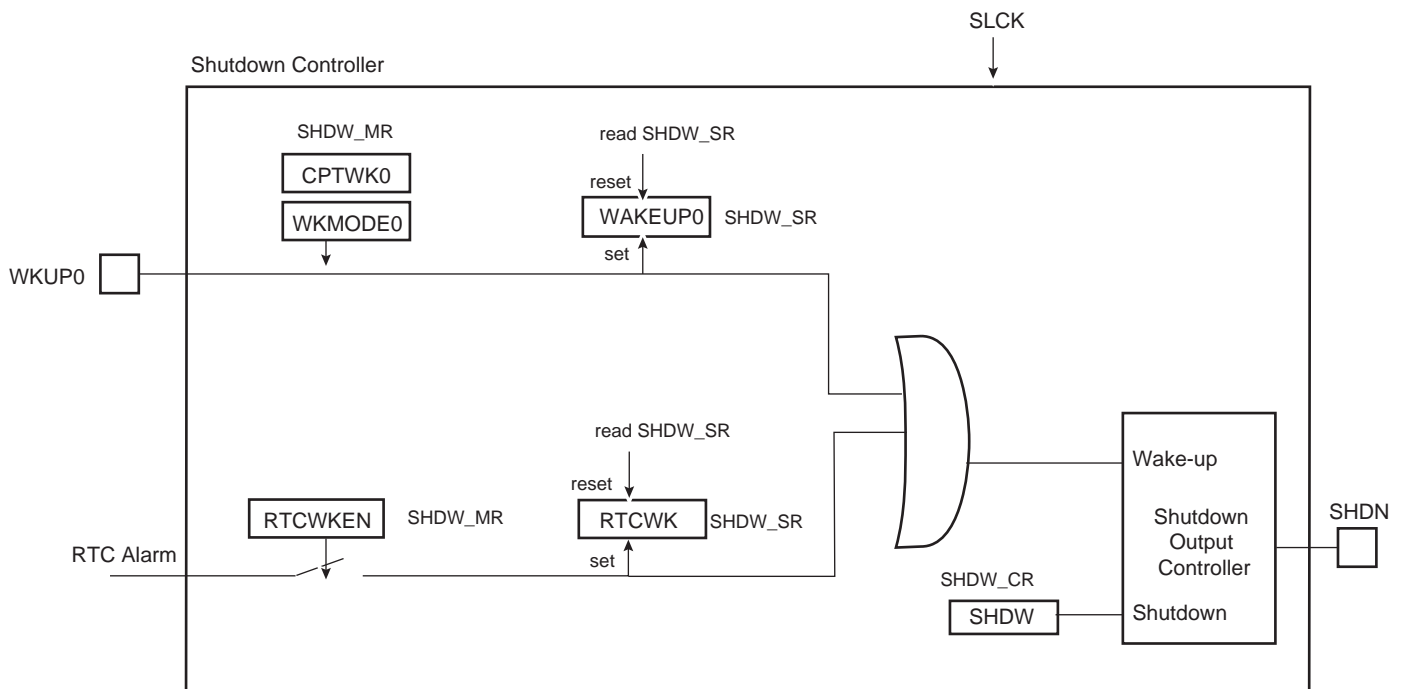 SLCK
Shutdown Controller
SHDW_MR
read SHDW_SR
CPTWK0
reset
WKMODE0
WAKEUP0
SHDW_SR
set
WKUP0
read SHDW_SR
Wake-up
reset
RTCWKEN
SHDW_MR
RTCWK
SHDW_SR
Shutdown
Output
Controller
SHDN
RTC Alarm
set
SHDW_CR
SHDW
Shutdown